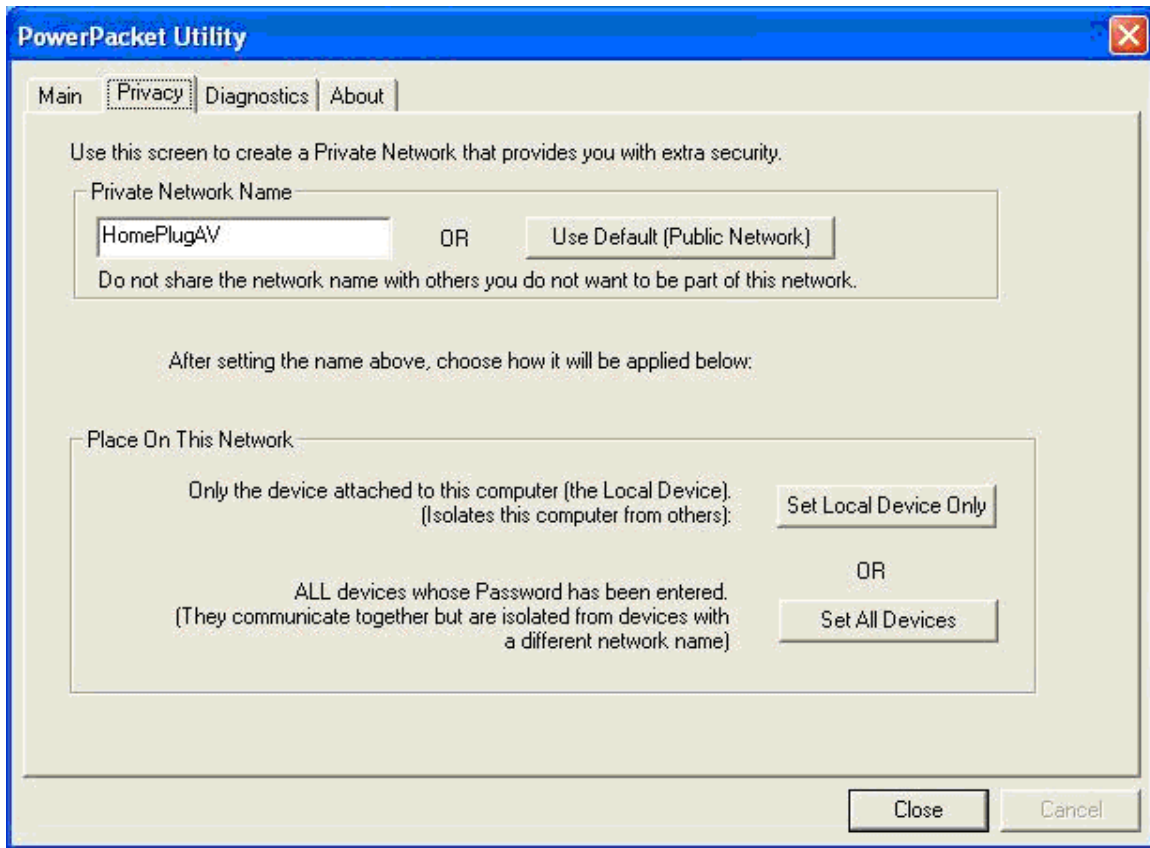 PowerPacket Utility
Main Privacy Diagnostics About
Use this screen to create a Private Network that provides you with extra security.
Private Network Name
HomePlugAV OR Use Default (Public Network)
Do not share the network name with others you do not want to be part of this network.
After setting the name above, choose how it will be applied below:
Place On This Network
Only the device attached to this computer (the Local Device).
(Isolates this computer from others):
Set Local Device Only
OR
ALL devices whose Password has been entered.
(They communicate together but are isolated from devices with
a different network name)
Set All Devices
Close Cancel